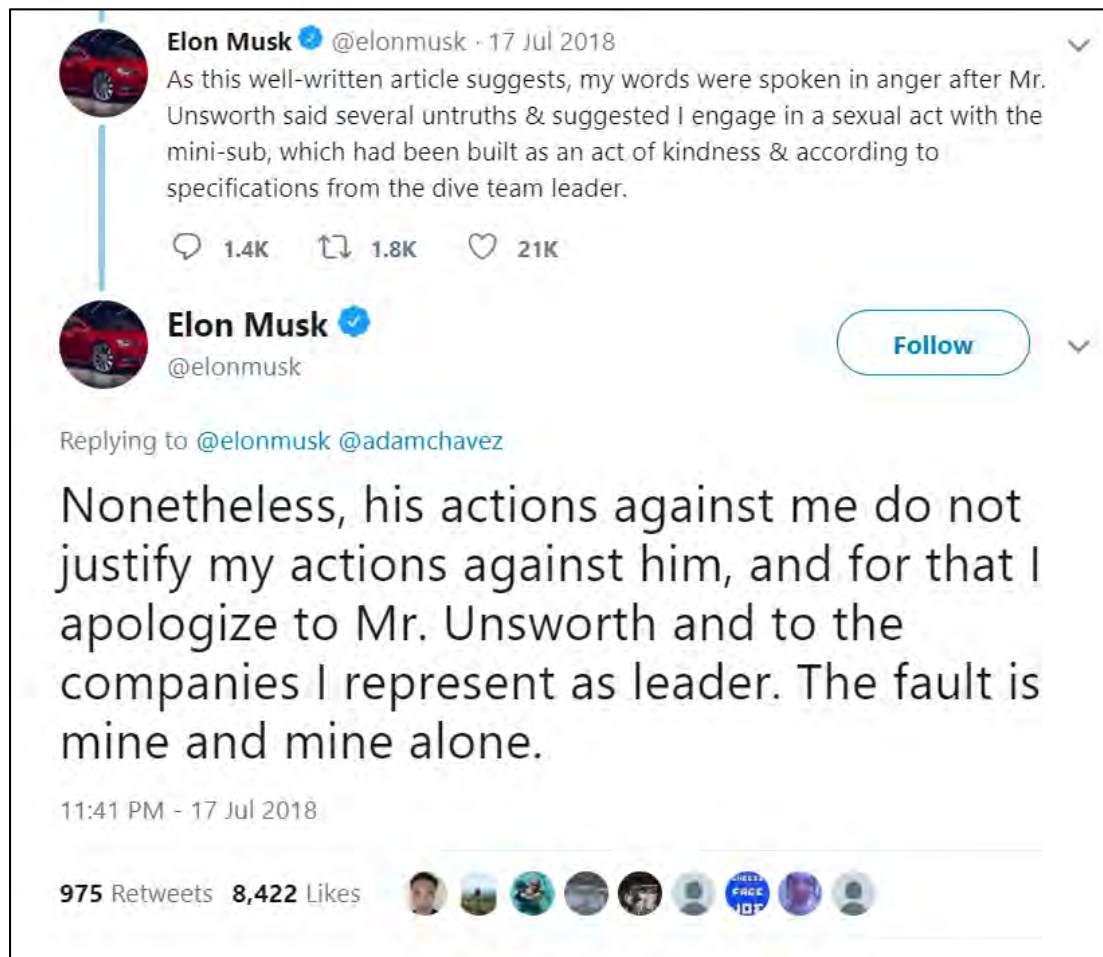 Elon Musk @elonmusk · 17 Jul 2018
As this well-written article suggests, my words were spoken in anger after Mr.
Unsworth said several untruths & suggested I engage in a sexual act with the
mini-sub, which had been built as an act of kindness & according to
specifications from the dive team leader.
1.4K 1.8K 21K
Elon Musk
@elonmusk
Follow
Replying to @elonmusk @adamchavez
Nonetheless, his actions against me do not
justify my actions against him, and for that I
apologize to Mr. Unsworth and to the
companies I represent as leader. The fault is
mine and mine alone.
11:41 PM - 17 Jul 2018
975 Retweets 8,422 Likes
FACE